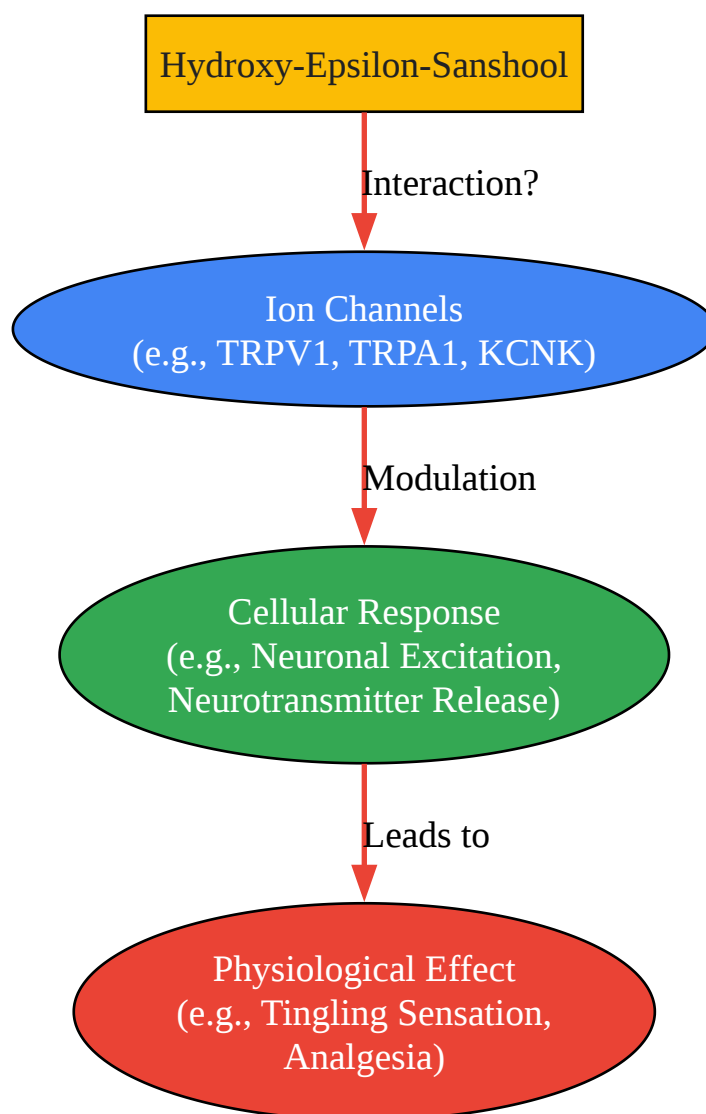 Hydroxy-Epsilon-Sanshool
Interaction?
Ion Channels
(e.g., TRPV1, TRPA1, KCNK)
Modulation
Cellular Response
(e.g., Neuronal Excitation,
Neurotransmitter Release)
Leads to
Physiological Effect
(e.g., Tingling Sensation,
Analgesia)